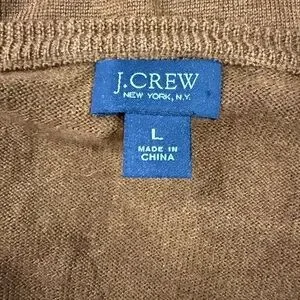 J.CREW
NEW YORK, N.Y.
L
MADE IN
CHINA